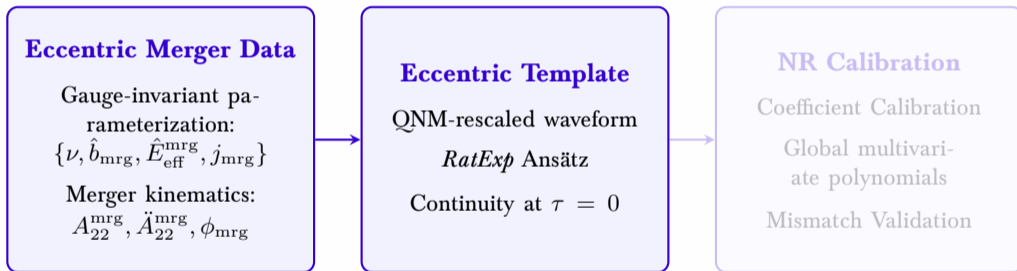 Eccentric Merger Data
Gauge-invariant pa-
rameterization:
{ν, b̂_mrg, Ê_eff^mrg, j_mrg}
Merger kinematics:
A_22^mrg, Ä_22^mrg, ϕ_mrg
Eccentric Template
QNM-rescaled waveform
RatExp Ansätz
Continuity at τ = 0
NR Calibration
Coefficient Calibration
Global multivari-
ate polynomials
Mismatch Validation